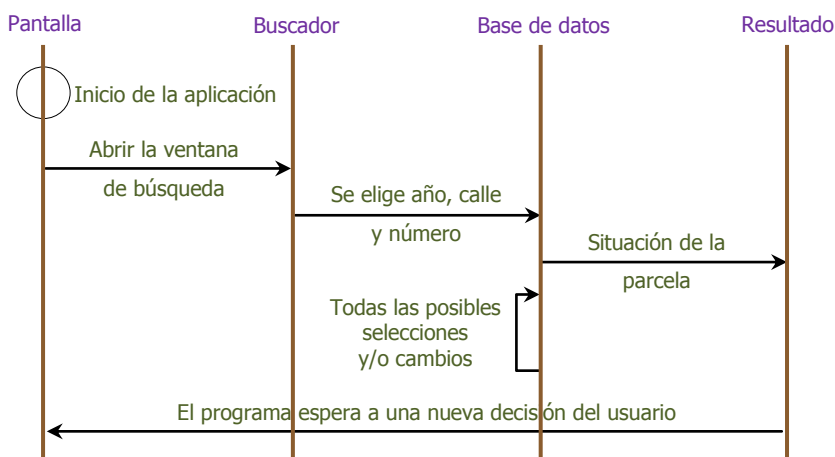 Pantalla
Buscador
Base de datos
Resultado
Inicio de la aplicación
Abrir la ventana
de búsqueda
Se elige año, calle
y número
Situación de la
parcela
Todas las posibles
selecciones
y/o cambios
El programa espera a una nueva decisión del usuario